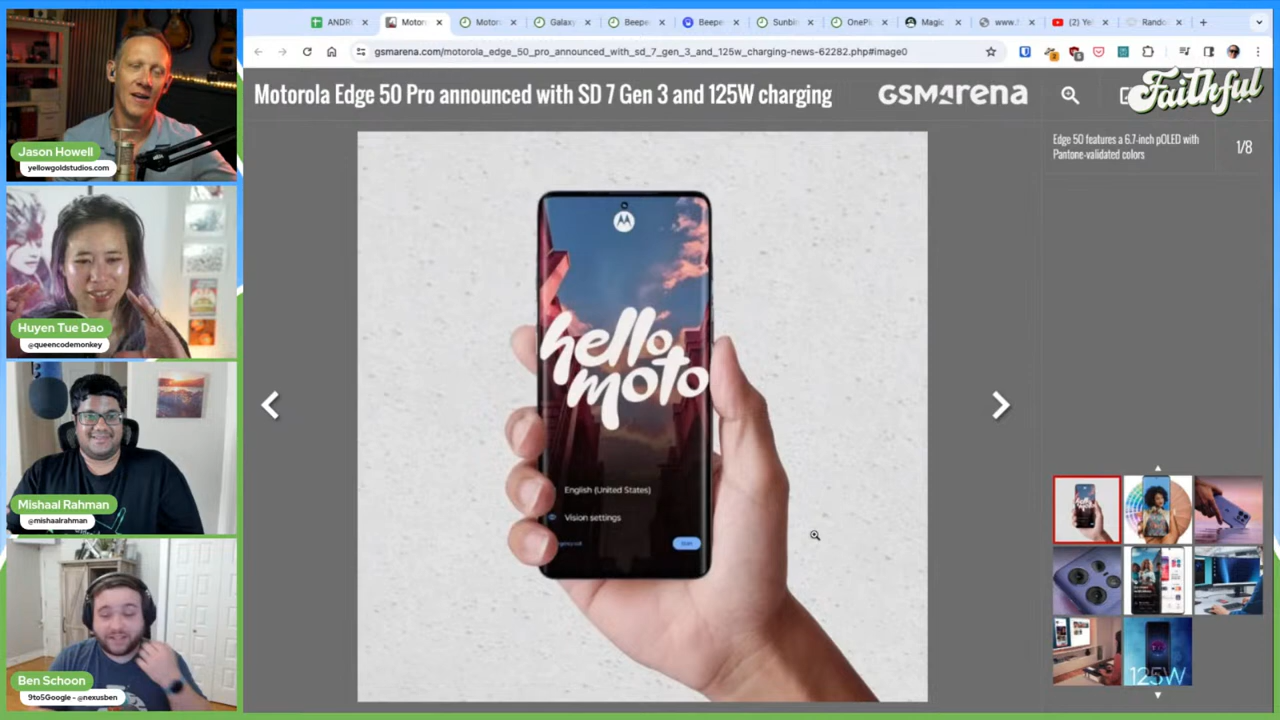 Jason Howell
yellowgoldstudios.com
Huyen Tue Dao
@queencodemonkey
Mishaal Rahman
@mishaalrahman
Ben Schoon
9to5Google - @nexusben
ANDR
Motor
Motor
Galax
Beepe
Beepe
Sunbi
OnePl
Magic
www.
(2) Ye
Rando
gsmarena.com/motorola_edge_50_pro_announced_with_sd_7_gen_3_and_125w_charging-news-62282.php#image0
Motorola Edge 50 Pro announced with SD 7 Gen 3 and 125W charging
GSMArena
Faithful
Edge 50 features a 6.7-inch pOLED with
Pantone-validated colors
1/8
hello
moto
English (United States)
Vision settings
Start
125W